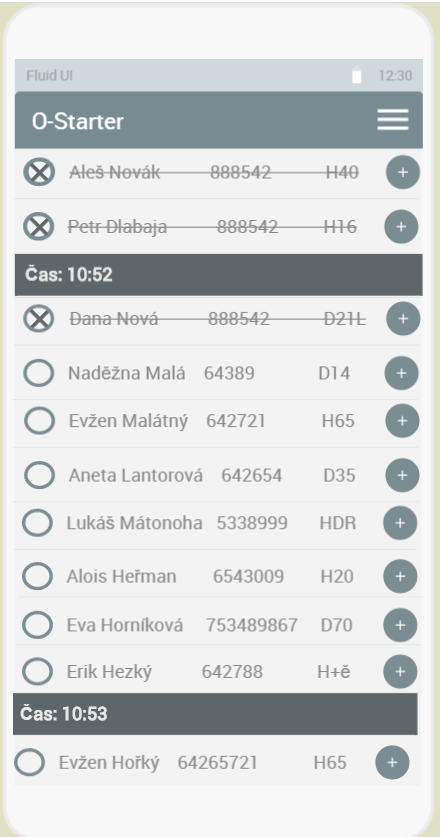 Fluid UI 12:30
O-Starter
Aleš Novák 888542 H40 +
Petr Dlabaja 888542 H16 +
Čas: 10:52
Dana Nová 888542 D21L +
Naděžna Malá 64389 D14 +
Evžen Malátný 642721 H65 +
Aneta Lantorová 642654 D35 +
Lukáš Mátonoha 5338999 HDR +
Alois Heřman 6543009 H20 +
Eva Horníková 753489867 D70 +
Erik Hezký 642788 H+ě +
Čas: 10:53
Evžen Hořký 64265721 H65 +